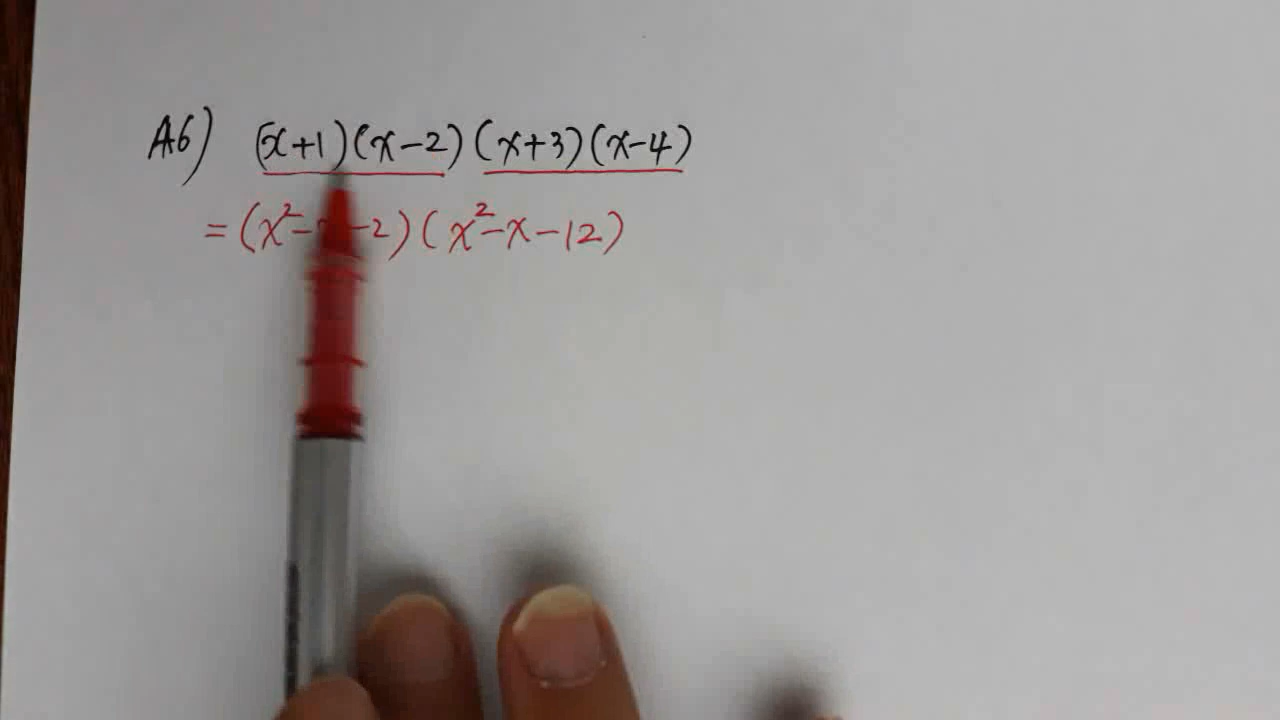 A6) (x+1)(x-2)(x+3)(x-4)
= (x²- -2)(x²-x-12)